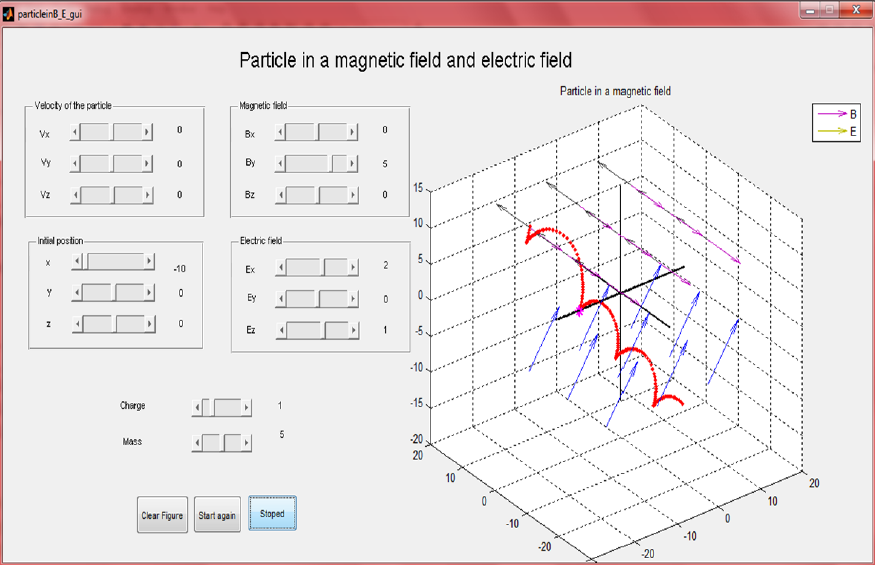 particleinB_E_gui
Particle in a magnetic field and electric field
Velocity of the particle
Vx 0
Vy 0
Vz 0
Magnetic field
Bx 0
By 5
Bz 0
Initial position
x -10
y 0
z 0
Electric field
Ex 2
Ey 0
Ez 1
Charge 1
Mass 5
Clear Figure
Start again
Stoped
Particle in a magnetic field
B
E
15
10
5
0
-5
-10
-15
-20
20
10
0
-10
-20
-20
-10
0
10
20